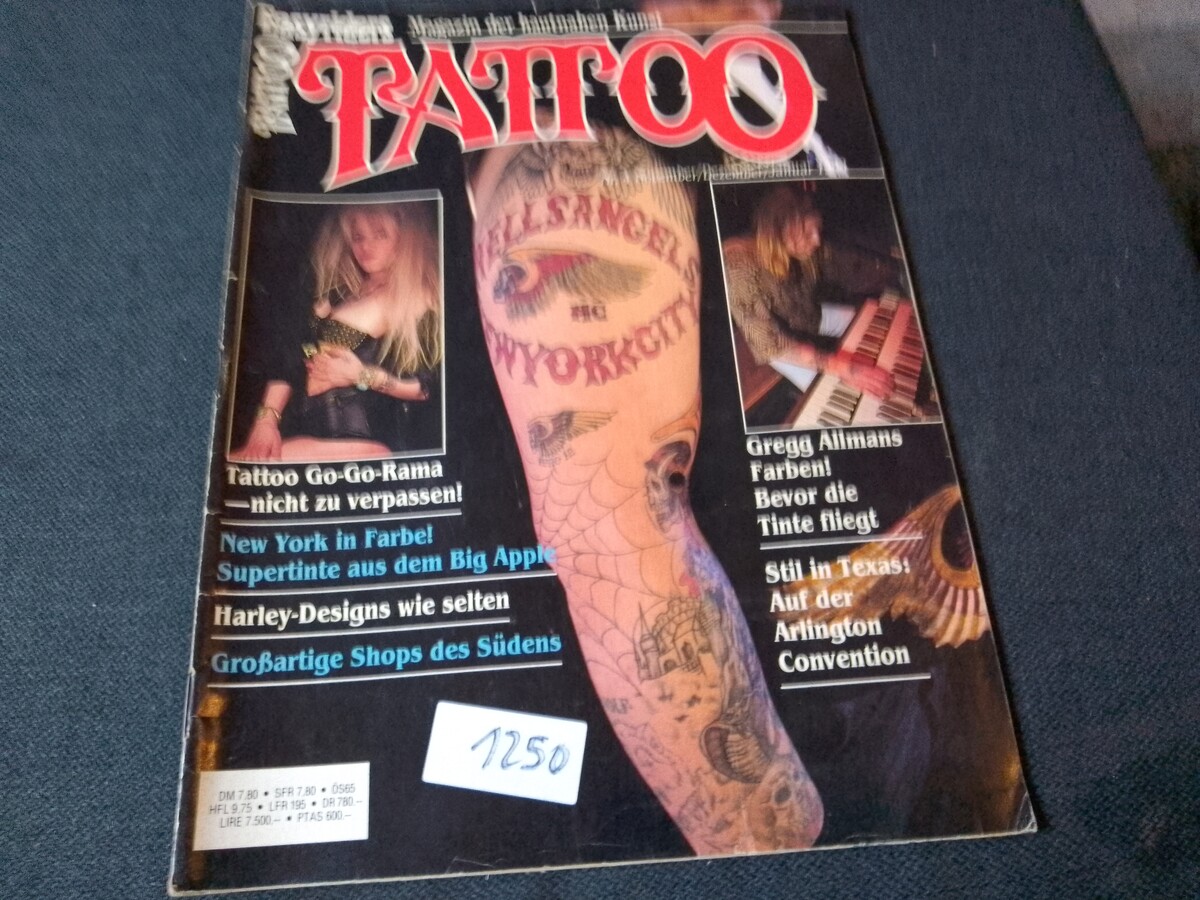 Easyriders Magazin der hautnahen Kunst
TATTOO
November/Dezember/Januar
HELLS ANGELS
MC
NEW YORK CITY
Tattoo Go-Go-Rama
—nicht zu verpassen!
New York in Farbe!
Supertinte aus dem Big Apple
Harley-Designs wie selten
Großartige Shops des Südens
Gregg Allmans
Farben!
Bevor die
Tinte fliegt
Stil in Texas:
Auf der
Arlington
Convention
1250
DM 7,80 • SFR 7,80 • ÖS65
HFL 9,75 • LFR 195 • DR 780.–
LIRE 7.500.– • PTAS 600.–